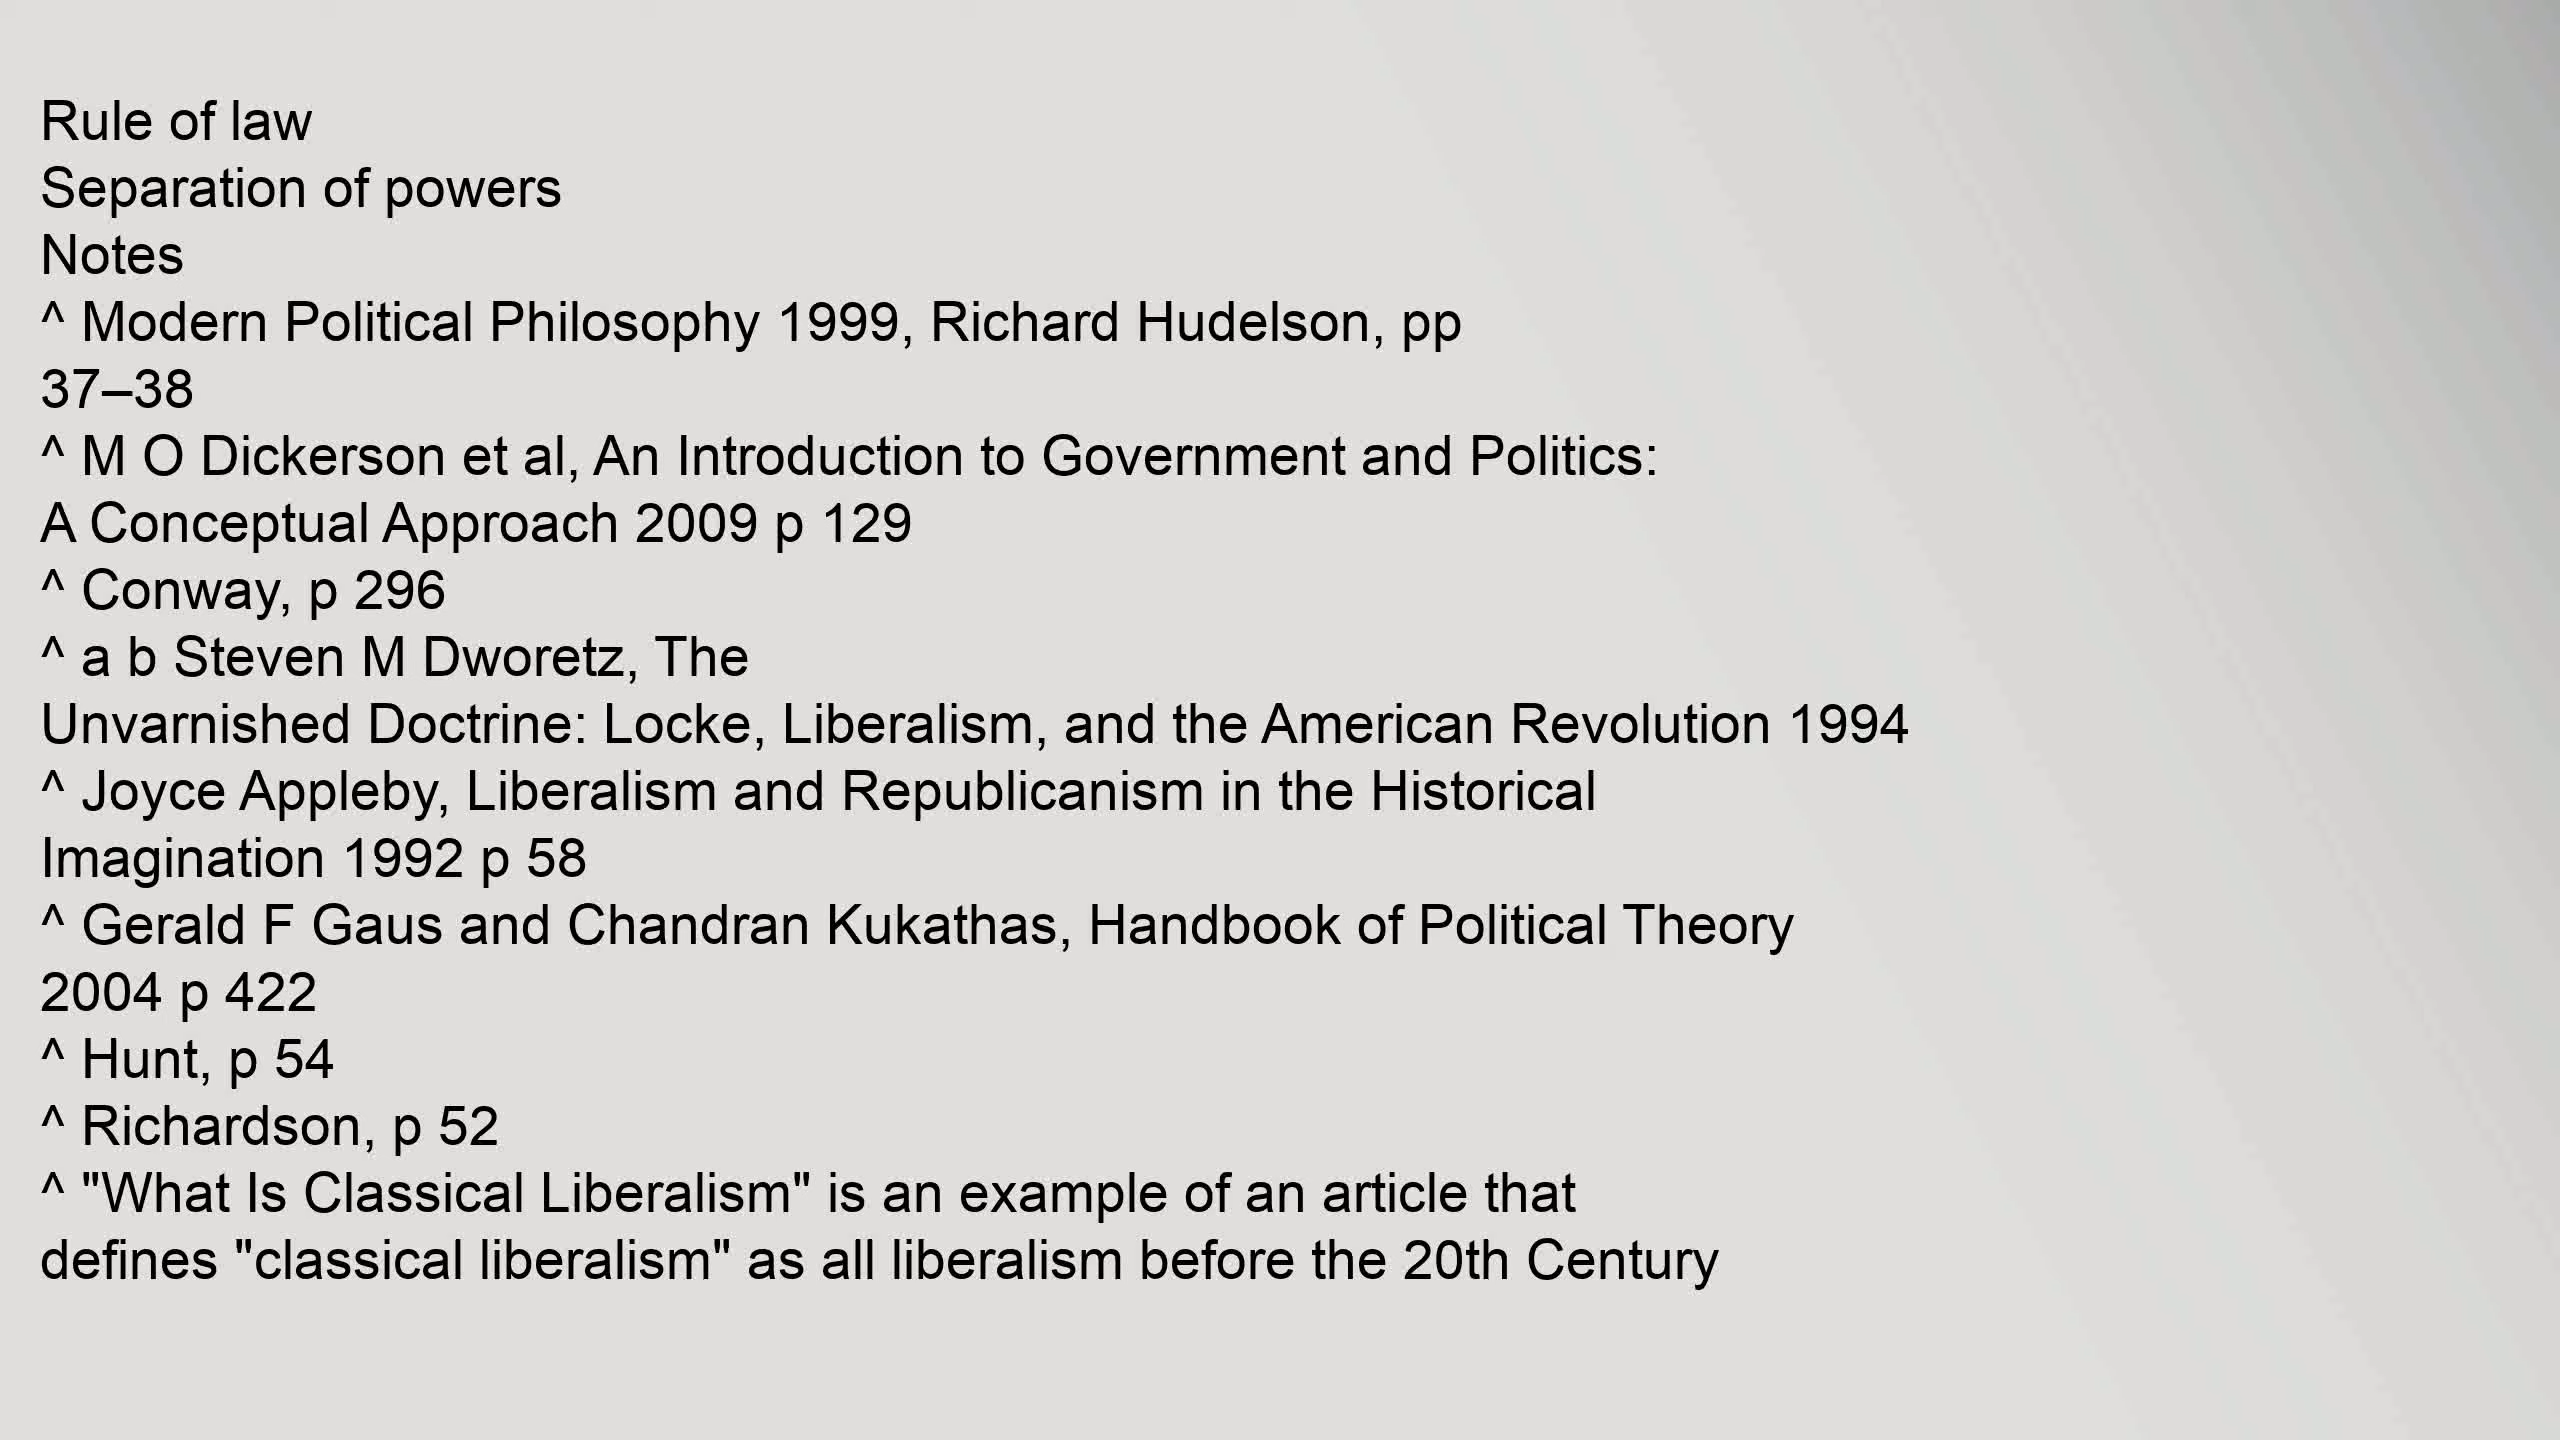 Rule of law
Separation of powers
Notes
^ Modern Political Philosophy 1999, Richard Hudelson, pp
37–38
^ M O Dickerson et al, An Introduction to Government and Politics:
A Conceptual Approach 2009 p 129
^ Conway, p 296
^ a b Steven M Dworetz, The
Unvarnished Doctrine: Locke, Liberalism, and the American Revolution 1994
^ Joyce Appleby, Liberalism and Republicanism in the Historical
Imagination 1992 p 58
^ Gerald F Gaus and Chandran Kukathas, Handbook of Political Theory
2004 p 422
^ Hunt, p 54
^ Richardson, p 52
^ "What Is Classical Liberalism" is an example of an article that
defines "classical liberalism" as all liberalism before the 20th Century